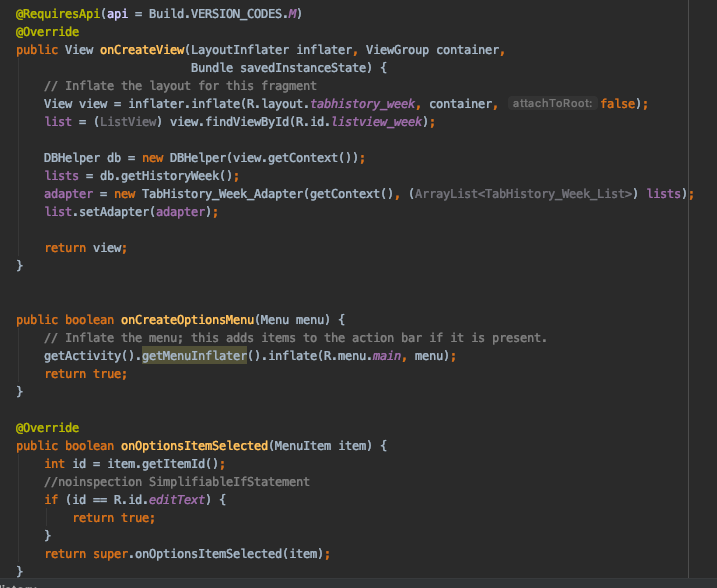 @RequiresApi(api = Build.VERSION_CODES.M)
@Override
public View onCreateView(LayoutInflater inflater, ViewGroup container,
                         Bundle savedInstanceState) {
    // Inflate the layout for this fragment
    View view = inflater.inflate(R.layout.tabhistory_week, container, attachToRoot: false);
    list = (ListView) view.findViewById(R.id.listview_week);

    DBHelper db = new DBHelper(view.getContext());
    lists = db.getHistoryWeek();
    adapter = new TabHistory_Week_Adapter(getContext(), (ArrayList<TabHistory_Week_List>) lists);
    list.setAdapter(adapter);

    return view;
}

public boolean onCreateOptionsMenu(Menu menu) {
    // Inflate the menu; this adds items to the action bar if it is present.
    getActivity().getMenuInflater().inflate(R.menu.main, menu);
    return true;
}

@Override
public boolean onOptionsItemSelected(MenuItem item) {
    int id = item.getItemId();
    //noinspection SimplifiableIfStatement
    if (id == R.id.editText) {
        return true;
    }
    return super.onOptionsItemSelected(item);
}